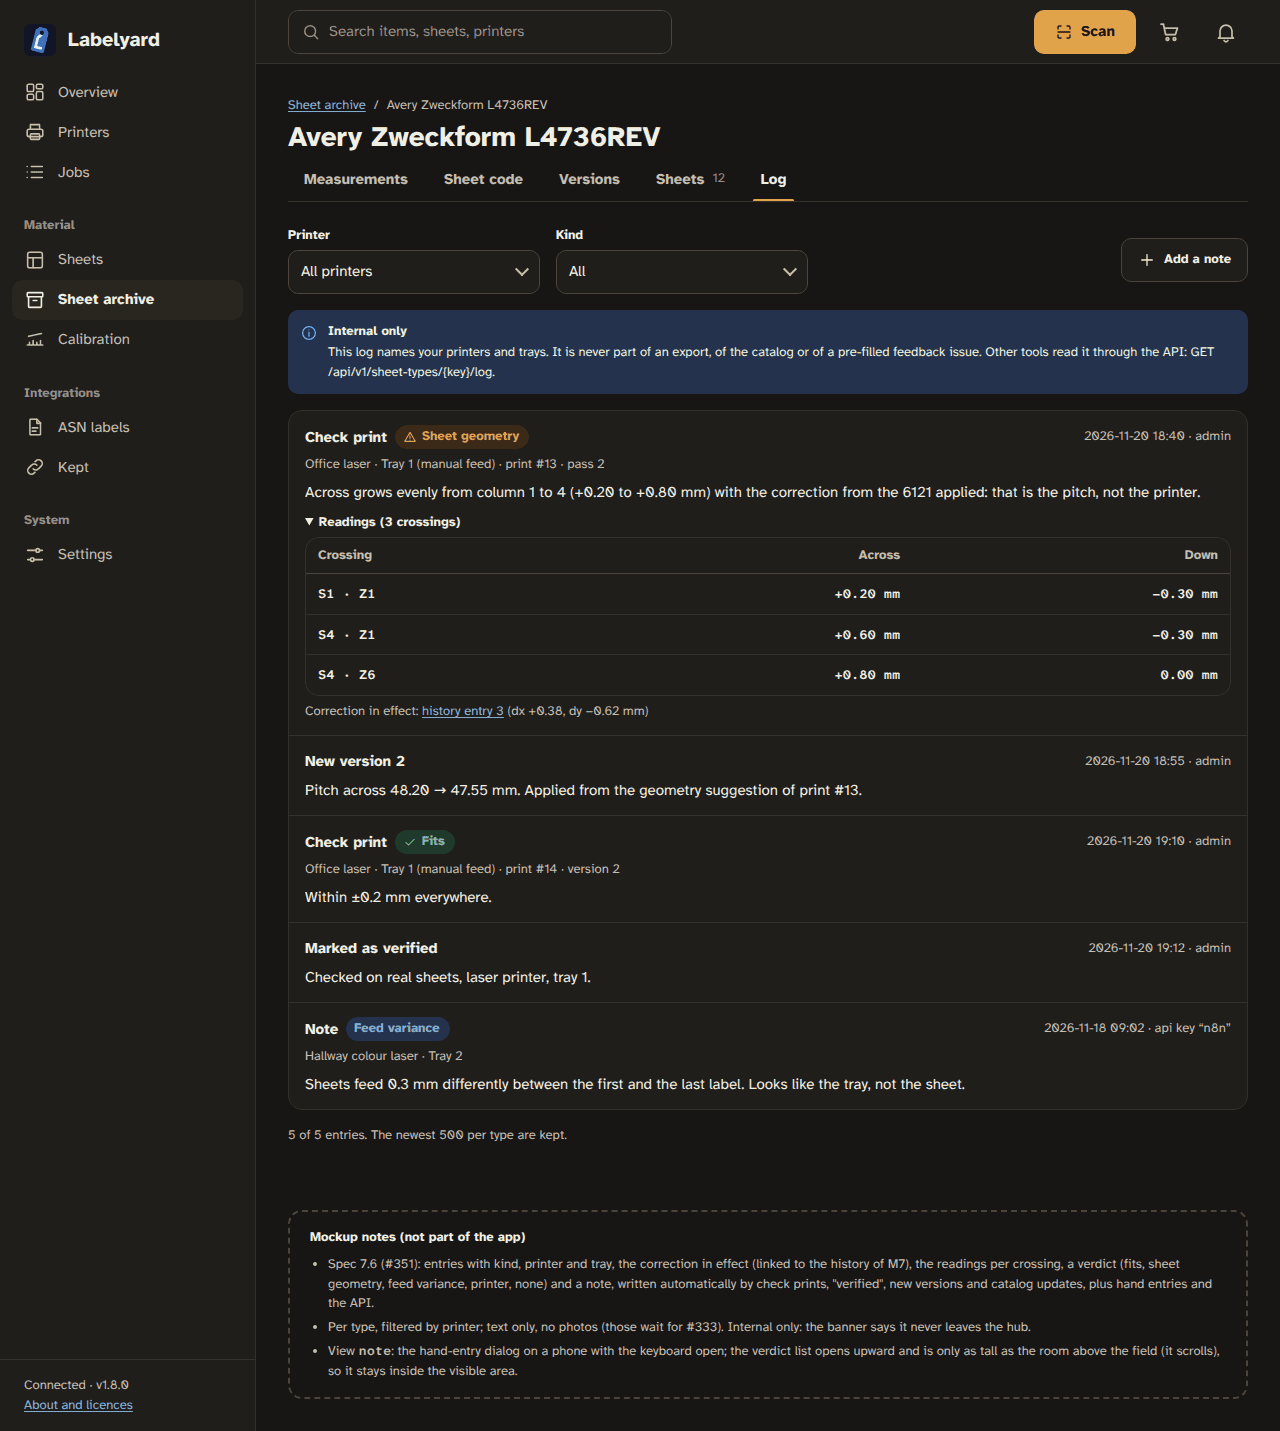 Labelyard
Search items, sheets, printers
Scan
Overview
Printers
Jobs
Material
Sheets
Sheet archive
Calibration
Integrations
ASN labels
Kept
System
Settings
Connected · v1.8.0
About and licences
Sheet archive / Avery Zweckform L4736REV
Avery Zweckform L4736REV
Measurements
Sheet code
Versions
Sheets 12
Log
Printer
All printers
Kind
All
Add a note
Internal only
This log names your printers and trays. It is never part of an export, of the catalog or of a pre-filled feedback issue. Other tools read it through the API: GET
/api/v1/sheet-types/{key}/log.
Check print Sheet geometry 2026-11-20 18:40 · admin
Office laser · Tray 1 (manual feed) · print #13 · pass 2
Across grows evenly from column 1 to 4 (+0.20 to +0.80 mm) with the correction from the 6121 applied: that is the pitch, not the printer.
▼ Readings (3 crossings)
Crossing Across Down
S1 · Z1 +0.20 mm −0.30 mm
S4 · Z1 +0.60 mm −0.30 mm
S4 · Z6 +0.80 mm 0.00 mm
Correction in effect: history entry 3 (dx +0.38, dy −0.62 mm)
New version 2 2026-11-20 18:55 · admin
Pitch across 48.20 → 47.55 mm. Applied from the geometry suggestion of print #13.
Check print Fits 2026-11-20 19:10 · admin
Office laser · Tray 1 (manual feed) · print #14 · version 2
Within ±0.2 mm everywhere.
Marked as verified 2026-11-20 19:12 · admin
Checked on real sheets, laser printer, tray 1.
Note Feed variance 2026-11-18 09:02 · api key “n8n”
Hallway colour laser · Tray 2
Sheets feed 0.3 mm differently between the first and the last label. Looks like the tray, not the sheet.
5 of 5 entries. The newest 500 per type are kept.
Mockup notes (not part of the app)
• Spec 7.6 (#351): entries with kind, printer and tray, the correction in effect (linked to the history of M7), the readings per crossing, a verdict (fits, sheet
geometry, feed variance, printer, none) and a note, written automatically by check prints, "verified", new versions and catalog updates, plus hand entries and
the API.
• Per type, filtered by printer; text only, no photos (those wait for #333). Internal only: the banner says it never leaves the hub.
• View note: the hand-entry dialog on a phone with the keyboard open; the verdict list opens upward and is only as tall as the room above the field (it scrolls),
so it stays inside the visible area.